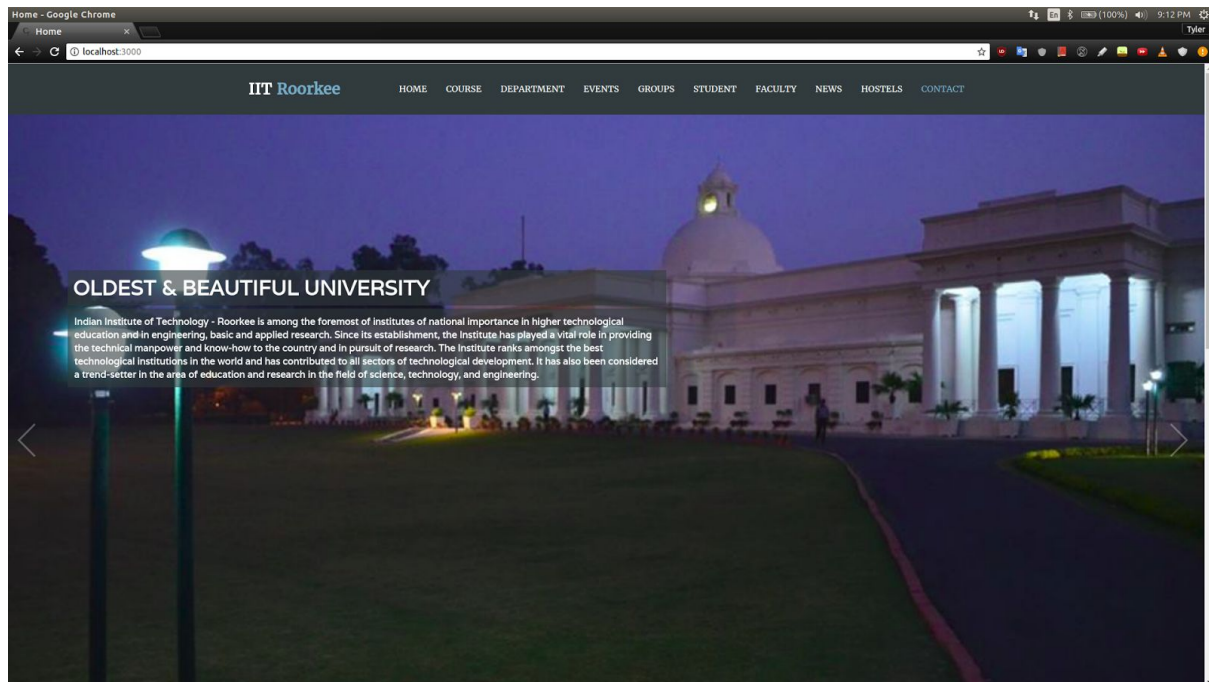 Home - Google Chrome
En (100%) 9:12 PM
Home
Tyler
localhost:3000
IIT Roorkee
HOME COURSE DEPARTMENT EVENTS GROUPS STUDENT FACULTY NEWS HOSTELS CONTACT
OLDEST & BEAUTIFUL UNIVERSITY
Indian Institute of Technology - Roorkee is among the foremost of institutes of national importance in higher technological
education and in engineering, basic and applied research. Since its establishment, the Institute has played a vital role in providing
the technical manpower and know-how to the country and in pursuit of research. The Institute ranks amongst the best
technological institutions in the world and has contributed to all sectors of technological development. It has also been considered
a trend-setter in the area of education and research in the field of science, technology, and engineering.